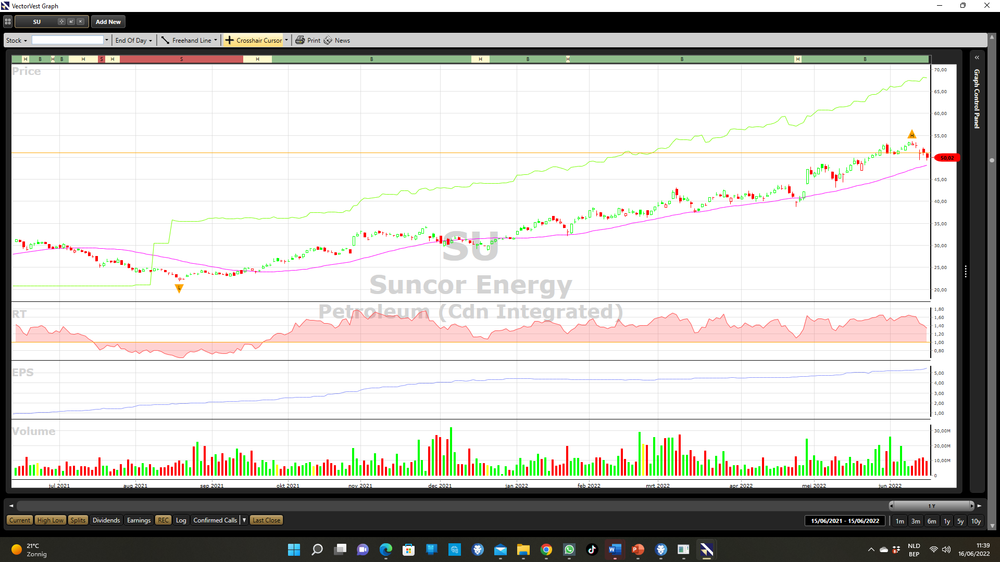 VectorVest Graph
SU Add New
Stock End Of Day Freehand Line Crosshair Cursor Print News
H B H B H S H S H B H B H B H B
Price
70,00
65,00
60,00
55,00
50,02
45,00
40,00
35,00
30,00
25,00
20,00
H
L
SU
Suncor Energy
Petroleum (Cdn Integrated)
RT
1,80
1,60
1,40
1,20
1,00
0,80
EPS
5,00
4,00
3,00
2,00
1,00
Volume
30,00M
20,00M
10,00M
0
jul 2021 aug 2021 sep 2021 okt 2021 nov 2021 dec 2021 jan 2022 feb 2022 mrt 2022 apr 2022 mei 2022 jun 2022
Graph Control Panel
1 Y
Current High Low Splits Dividends Earnings REC Log Confirmed Calls Last Close 15/06/2021 - 15/06/2022 1m 3m 6m 1y 5y 10y
21°C
Zonnig
NLD
BEP
11:39
16/06/2022